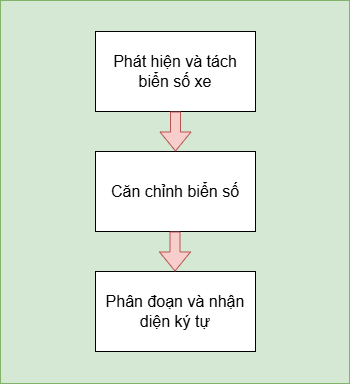 Phát hiện và tách
biển số xe
Căn chỉnh biển số
Phân đoạn và nhận
diện ký tự